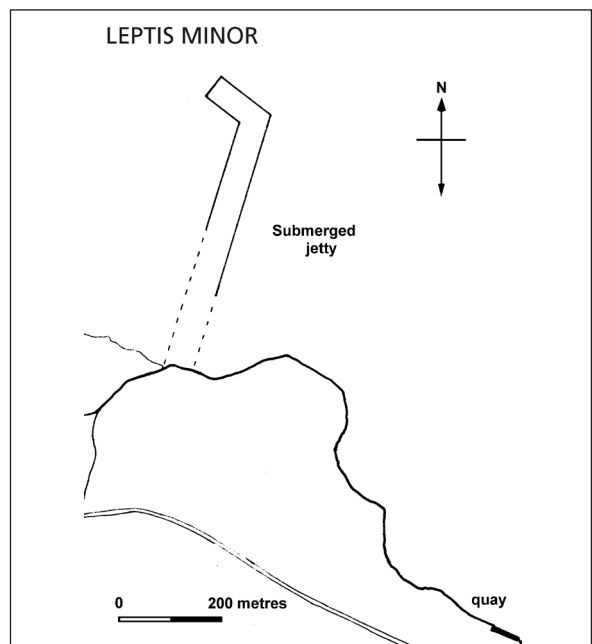 LEPTIS MINOR
N
Submerged
jetty
quay
0 200 metres